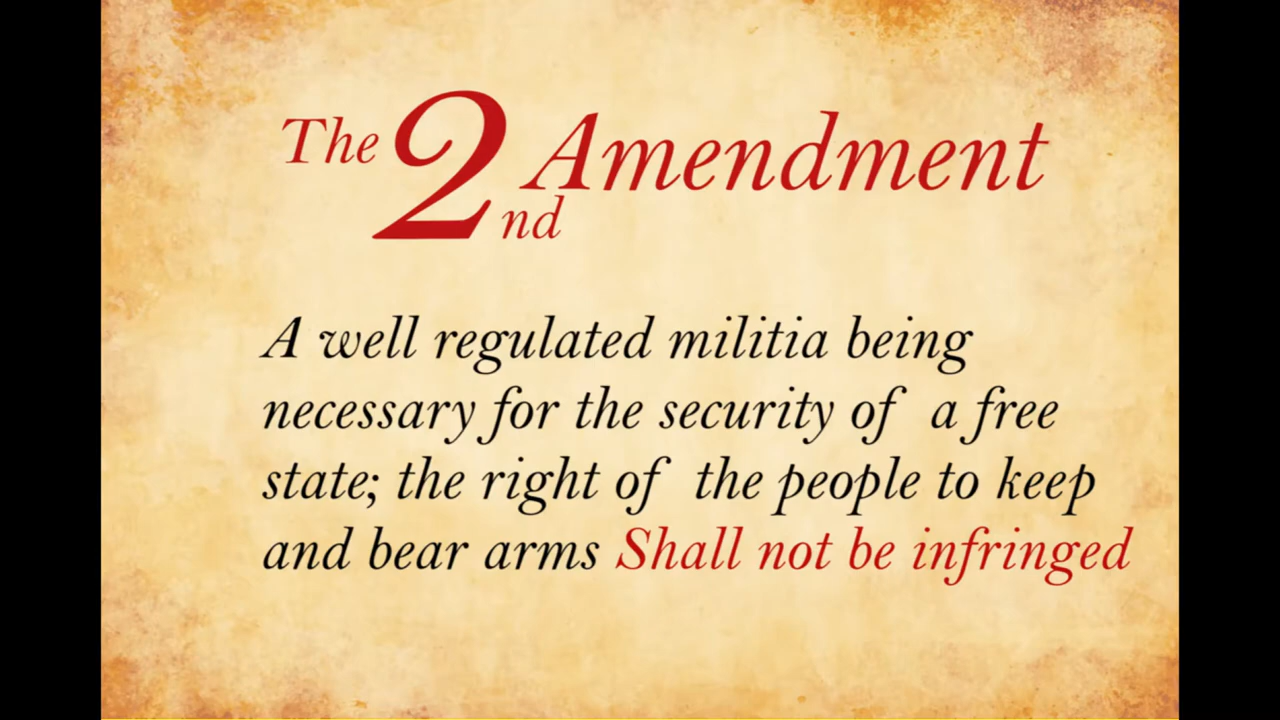 The 2nd Amendment
A well regulated militia being
necessary for the security of a free
state; the right of the people to keep
and bear arms Shall not be infringed